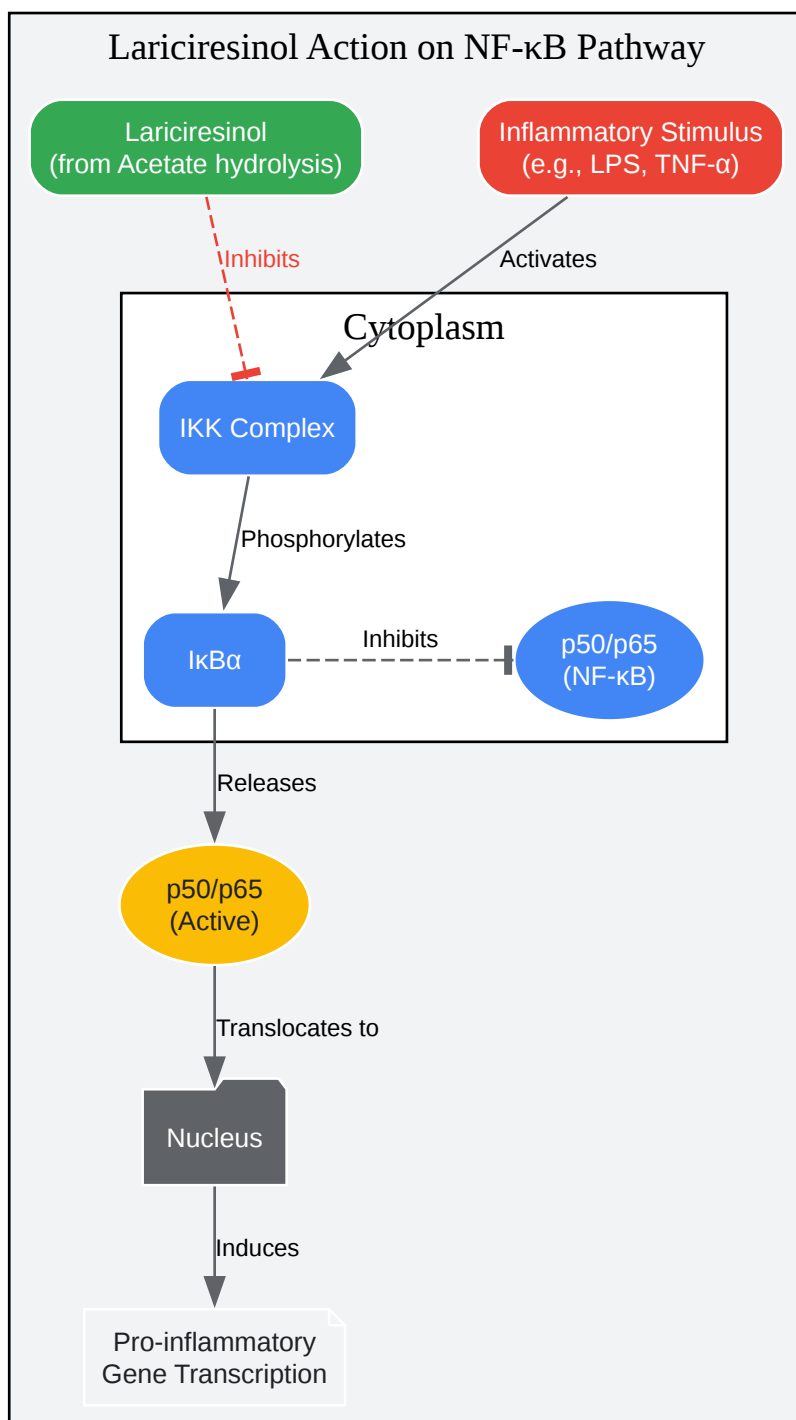 Lariciresinol Action on NF-κB Pathway
Lariciresinol
(from Acetate hydrolysis)
Inflammatory Stimulus
(e.g., LPS, TNF-α)
Inhibits
Activates
Cytoplasm
IKK Complex
Phosphorylates
IκBα
Inhibits
p50/p65
(NF-κB)
Releases
p50/p65
(Active)
Translocates to
Nucleus
Induces
Pro-inflammatory
Gene Transcription